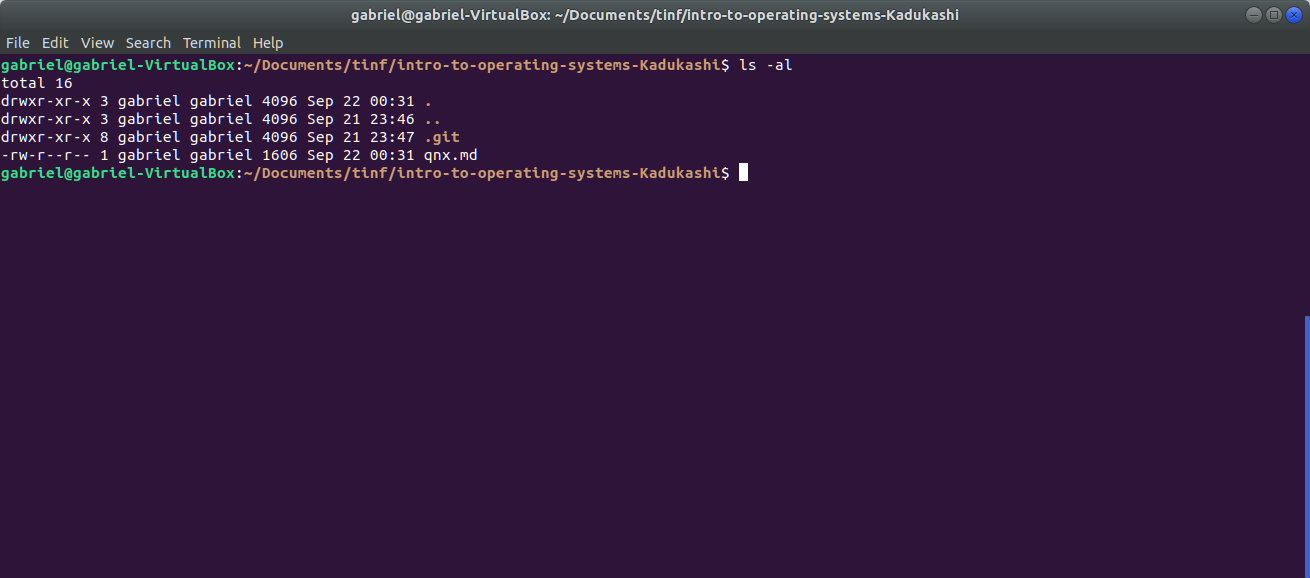 gabriel@gabriel-VirtualBox: ~/Documents/tinf/intro-to-operating-systems-Kadukashi
File Edit View Search Terminal Help
gabriel@gabriel-VirtualBox:~/Documents/tinf/intro-to-operating-systems-Kadukashi$ ls -al
total 16
drwxr-xr-x 3 gabriel gabriel 4096 Sep 22 00:31 .
drwxr-xr-x 3 gabriel gabriel 4096 Sep 21 23:46 ..
drwxr-xr-x 8 gabriel gabriel 4096 Sep 21 23:47 .git
-rw-r--r-- 1 gabriel gabriel 1606 Sep 22 00:31 qnx.md
gabriel@gabriel-VirtualBox:~/Documents/tinf/intro-to-operating-systems-Kadukashi$